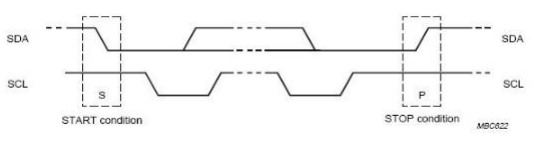 SDA SDA
SCL SCL
S P
START condition STOP condition
MBC622